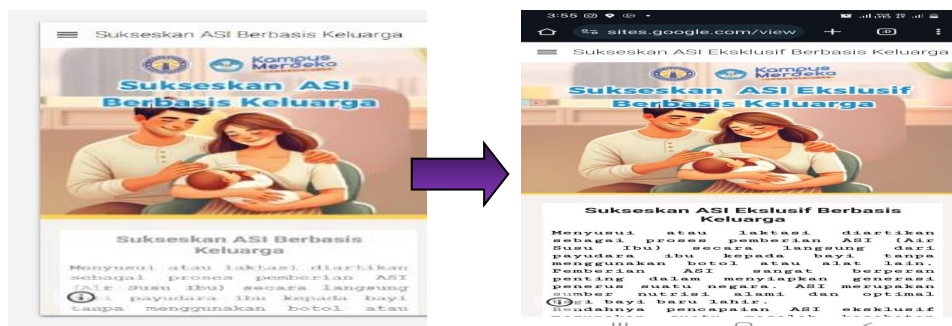 Sukseskan ASI Berbasis Keluarga
Kampus
Merdeka
Sukseskan ASI
Berbasis Keluarga
Sukseskan ASI Berbasis
Keluarga
Menyusui atau laktasi diartikan
sebagai proses pemberian ASI
(Air Susu Ibu) secara langsung
payudara ibu kepada bayi
tanpa menggunakan botol atau
3:55
sites.google.com/view
Sukseskan ASI Eksklusif Berbasis Keluarga
Kampus
Merdeka
Sukseskan ASI Ekslusif
Berbasis Keluarga
Sukseskan ASI Ekslusif Berbasis
Keluarga
Menyusui atau laktasi diartikan
sebagai proses pemberian ASI (Air
Susu Ibu) secara langsung dari
payudara ibu kepada bayi tanpa
menggunakan botol atau alat lain.
Pemberian ASI sangat berperan
penting dalam menyiapkan generasi
penerus suatu negara. ASI merupakan
sumber nutrisi alami dan optimal
bayi baru lahir.
Rendahnya pencapaian ASI eksklusif